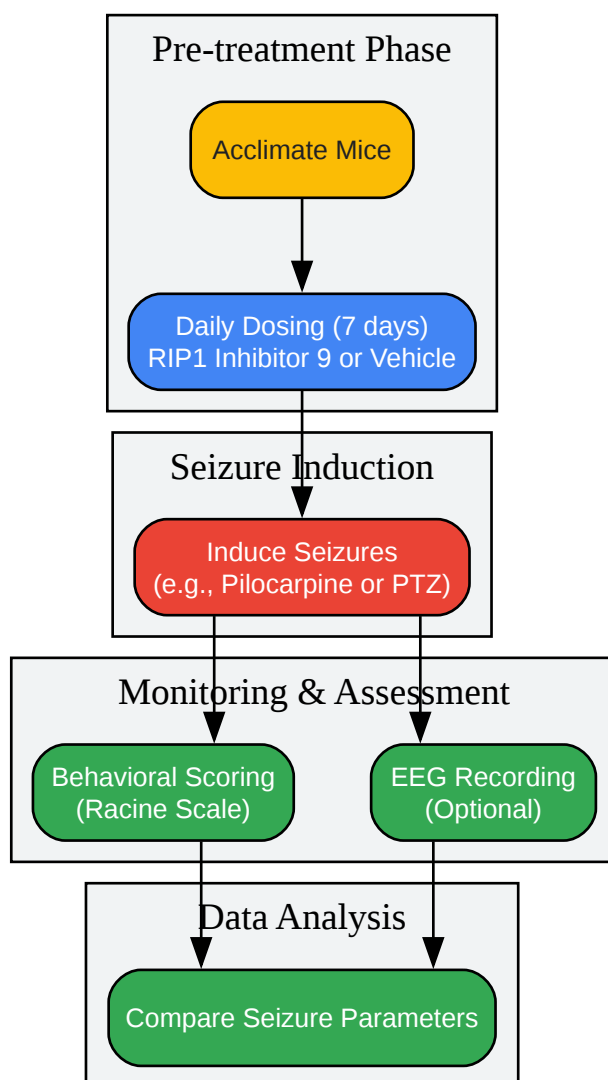 Pre-treatment Phase
Acclimate Mice
Daily Dosing (7 days)
RIP1 Inhibitor 9 or Vehicle
Seizure Induction
Induce Seizures
(e.g., Pilocarpine or PTZ)
Monitoring & Assessment
Behavioral Scoring
(Racine Scale)
EEG Recording
(Optional)
Data Analysis
Compare Seizure Parameters